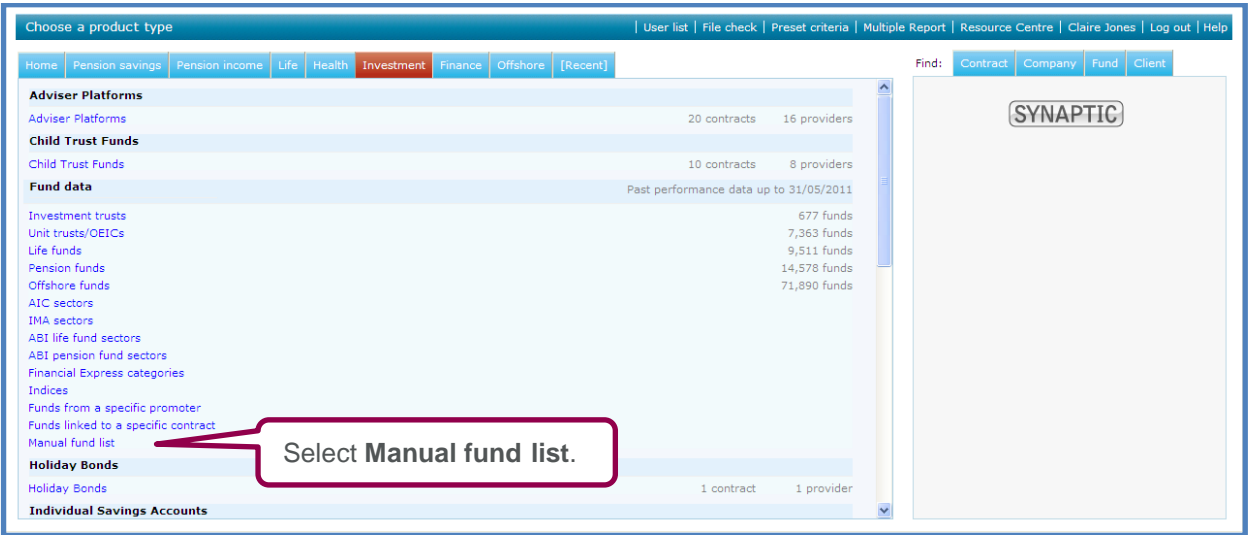 Choose a product type | User list | File check | Preset criteria | Multiple Report | Resource Centre | Claire Jones | Log out | Help
Home Pension savings Pension income Life Health Investment Finance Offshore [Recent] Find: Contract Company Fund Client
Adviser Platforms
Adviser Platforms 20 contracts 16 providers
SYNAPTIC
Child Trust Funds
Child Trust Funds 10 contracts 8 providers
Fund data Past performance data up to 31/05/2011
Investment trusts 677 funds
Unit trusts/OEICs 7,363 funds
Life funds 9,511 funds
Pension funds 14,578 funds
Offshore funds 71,890 funds
AIC sectors
IMA sectors
ABI life fund sectors
ABI pension fund sectors
Financial Express categories
Indices
Funds from a specific promoter
Funds linked to a specific contract
Manual fund list
Select Manual fund list.
Holiday Bonds
Holiday Bonds 1 contract 1 provider
Individual Savings Accounts